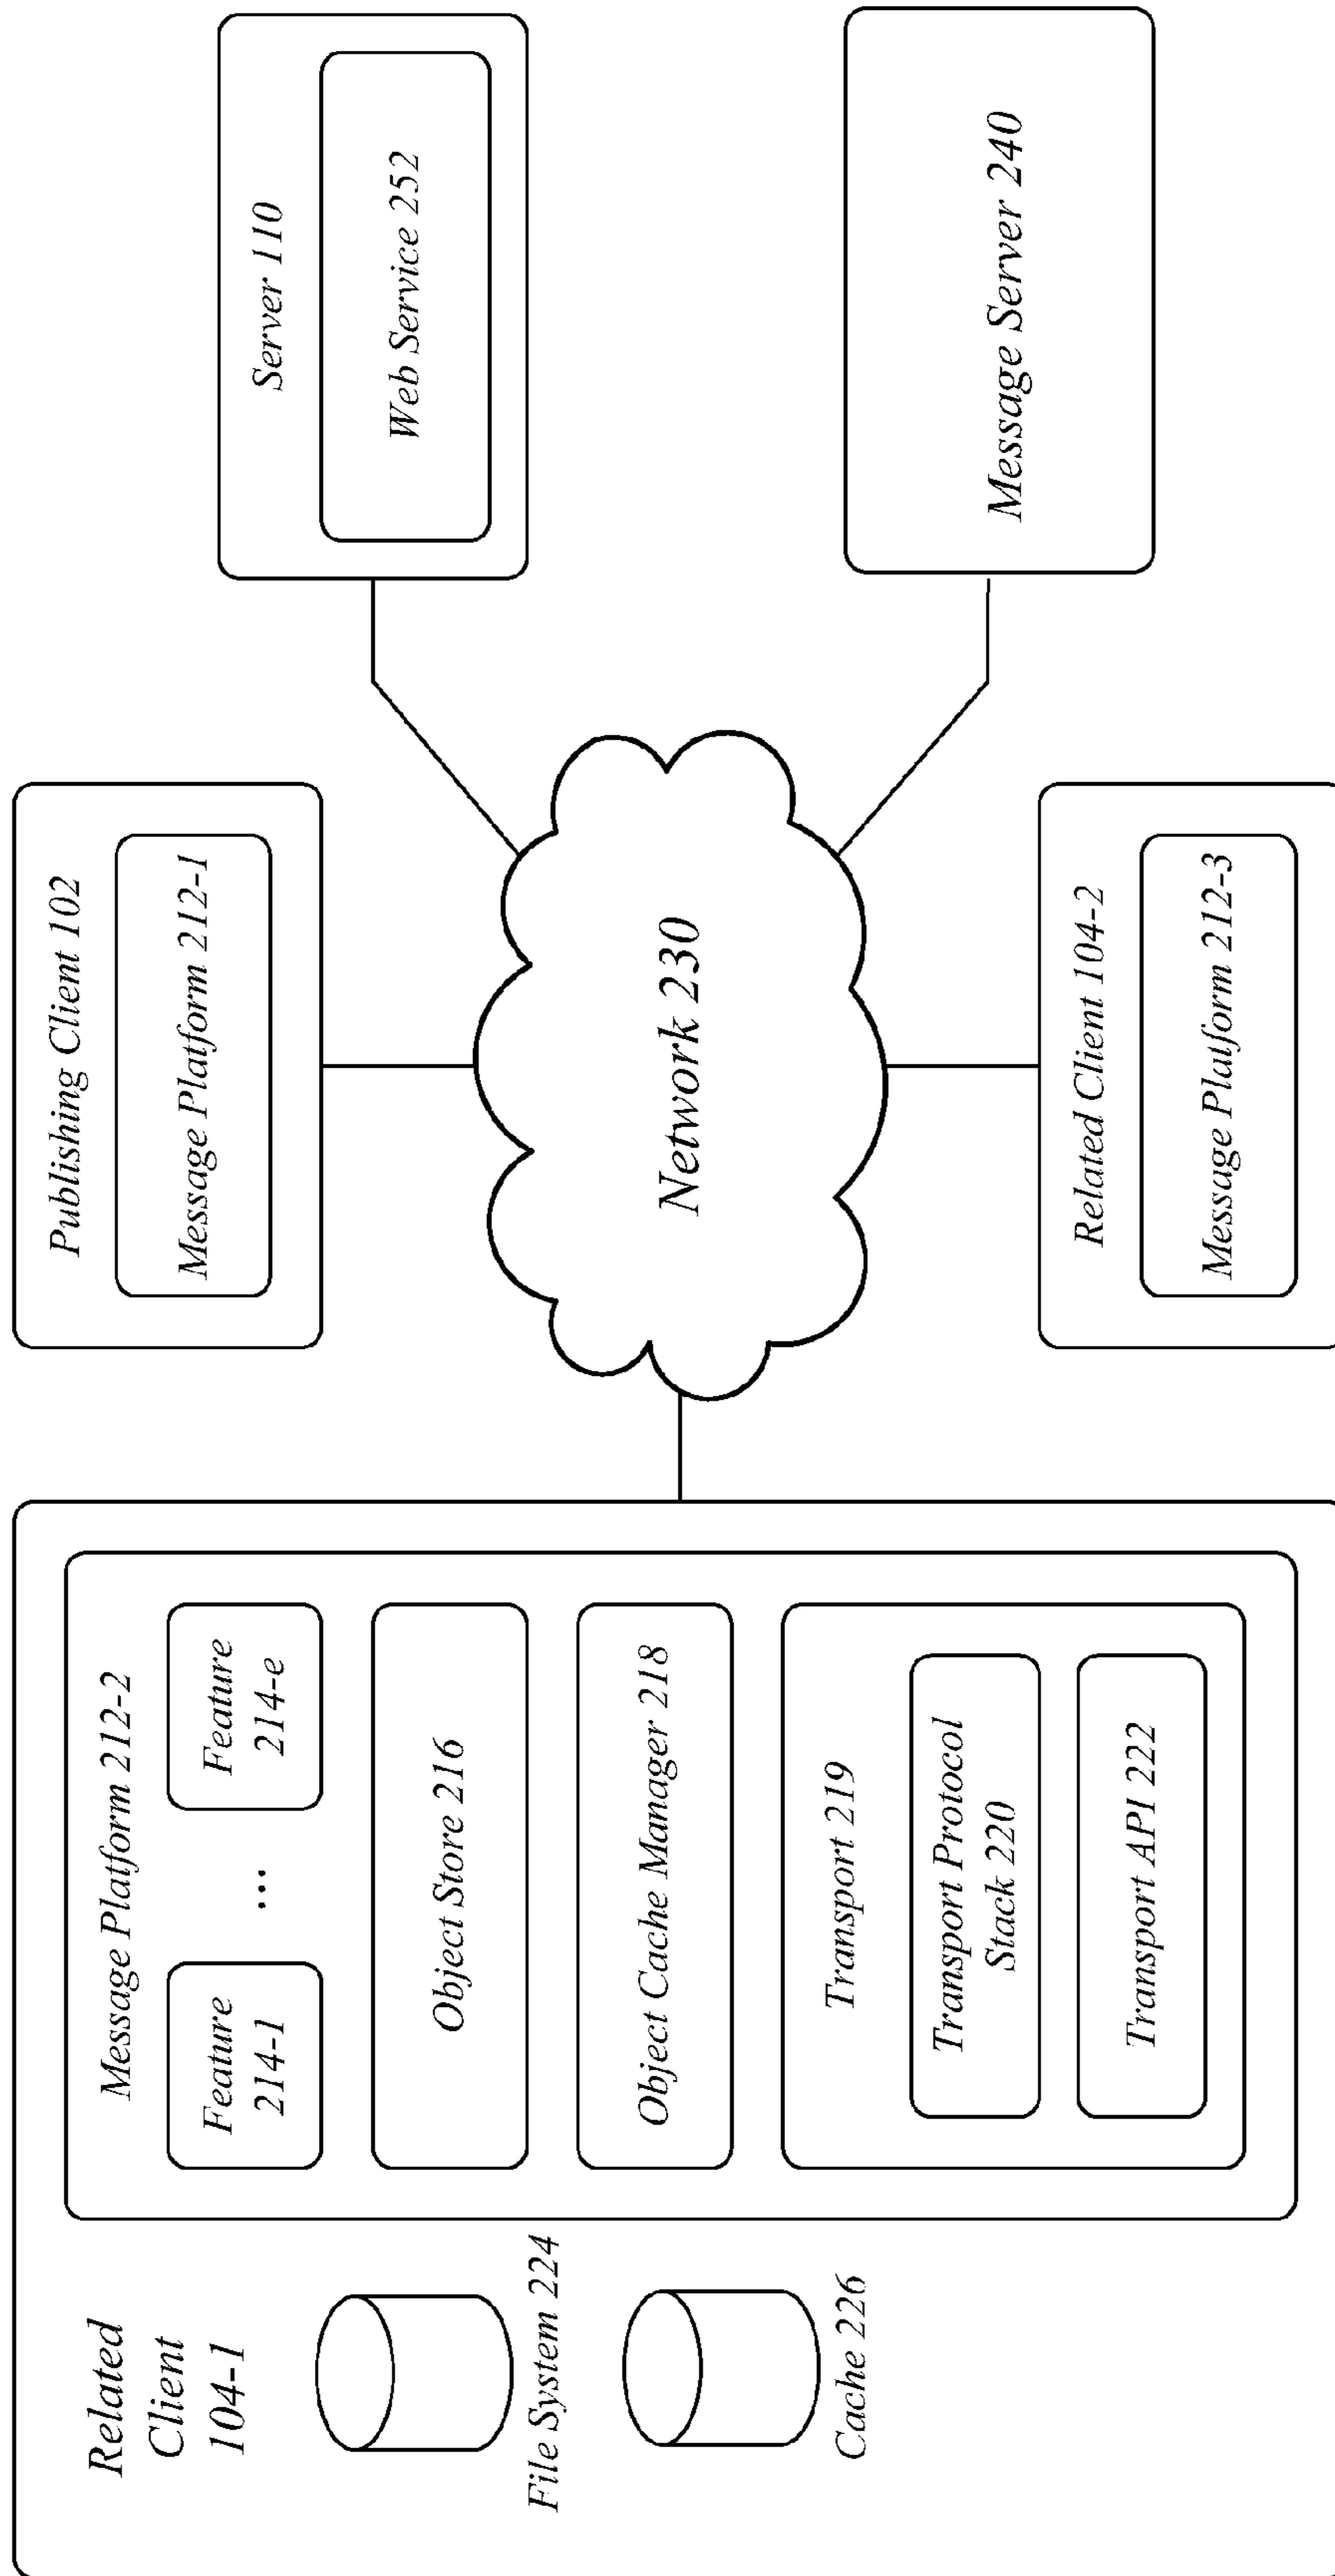 Related
Client
104-1
File System 224
Cache 226
Message Platform 212-2
Feature
214-1
...
Feature
214-e
Object Store 216
Object Cache Manager 218
Transport 219
Transport Protocol
Stack 220
Transport API 222
Publishing Client 102
Message Platform 212-1
Network 230
Related Client 104-2
Message Platform 212-3
Server 110
Web Service 252
Message Server 240